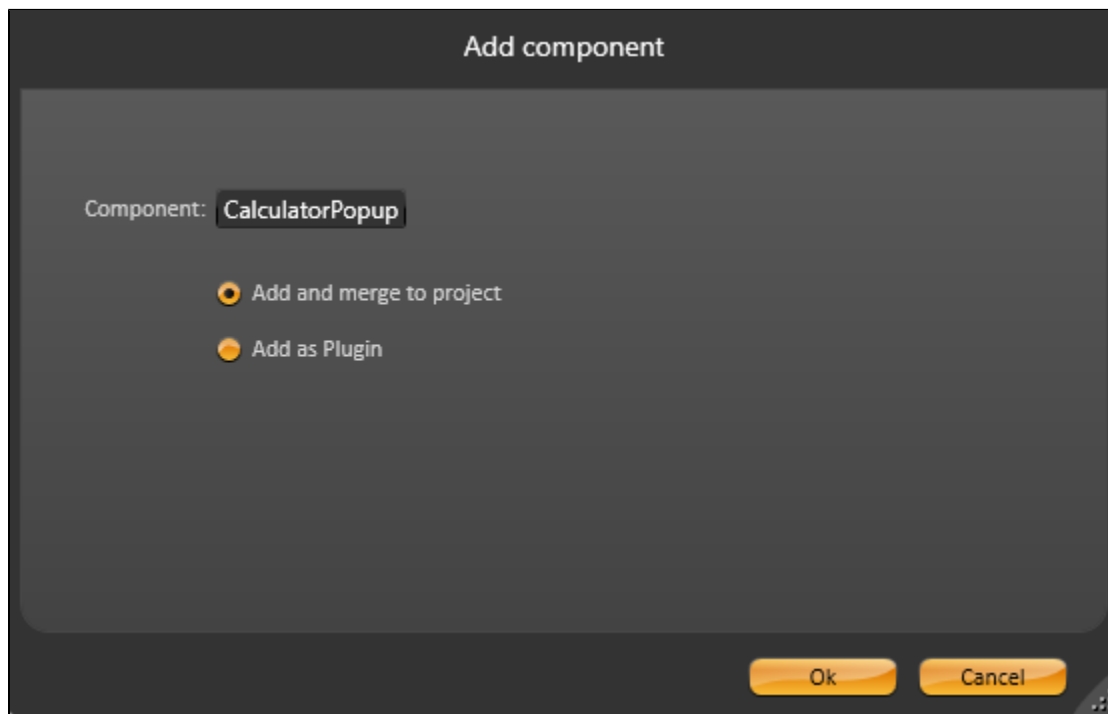 Add component
Component: CalculatorPopup
Add and merge to project
Add as Plugin
Ok Cancel